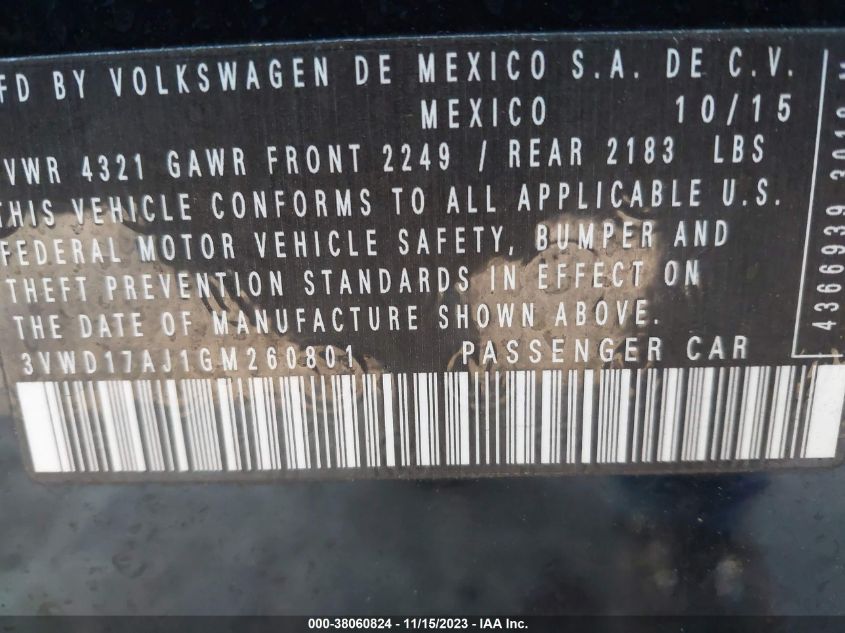 FD BY VOLKSWAGEN DE MEXICO S.A. DE C.V.
MEXICO 10/15
VWR 4321 GAWR FRONT 2249 / REAR 2183 LBS
THIS VEHICLE CONFORMS TO ALL APPLICABLE U.S.
FEDERAL MOTOR VEHICLE SAFETY, BUMPER AND
THEFT PREVENTION STANDARDS IN EFFECT ON
THE DATE OF MANUFACTURE SHOWN ABOVE.
3VWD17AJ1GM260801 PASSENGER CAR
4366939
000-38060824 - 11/15/2023 - IAA Inc.